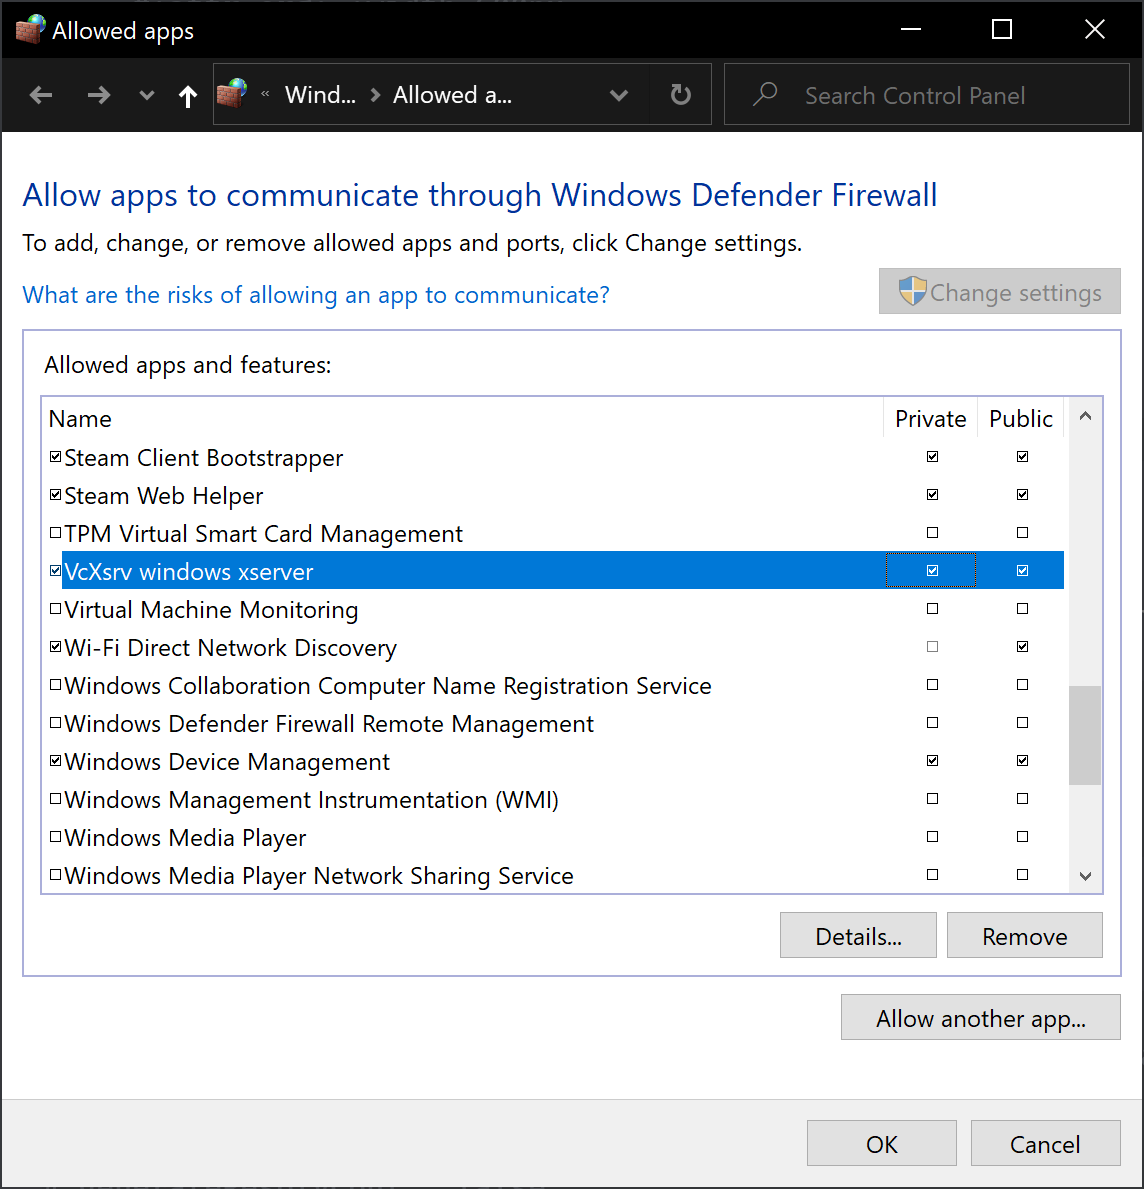 Allowed apps
« Wind... > Allowed a...
Search Control Panel
Allow apps to communicate through Windows Defender Firewall
To add, change, or remove allowed apps and ports, click Change settings.
What are the risks of allowing an app to communicate?
Change settings
Allowed apps and features:
Name Private Public
Steam Client Bootstrapper
Steam Web Helper
TPM Virtual Smart Card Management
VcXsrv windows xserver
Virtual Machine Monitoring
Wi-Fi Direct Network Discovery
Windows Collaboration Computer Name Registration Service
Windows Defender Firewall Remote Management
Windows Device Management
Windows Management Instrumentation (WMI)
Windows Media Player
Windows Media Player Network Sharing Service
Details... Remove
Allow another app...
OK Cancel